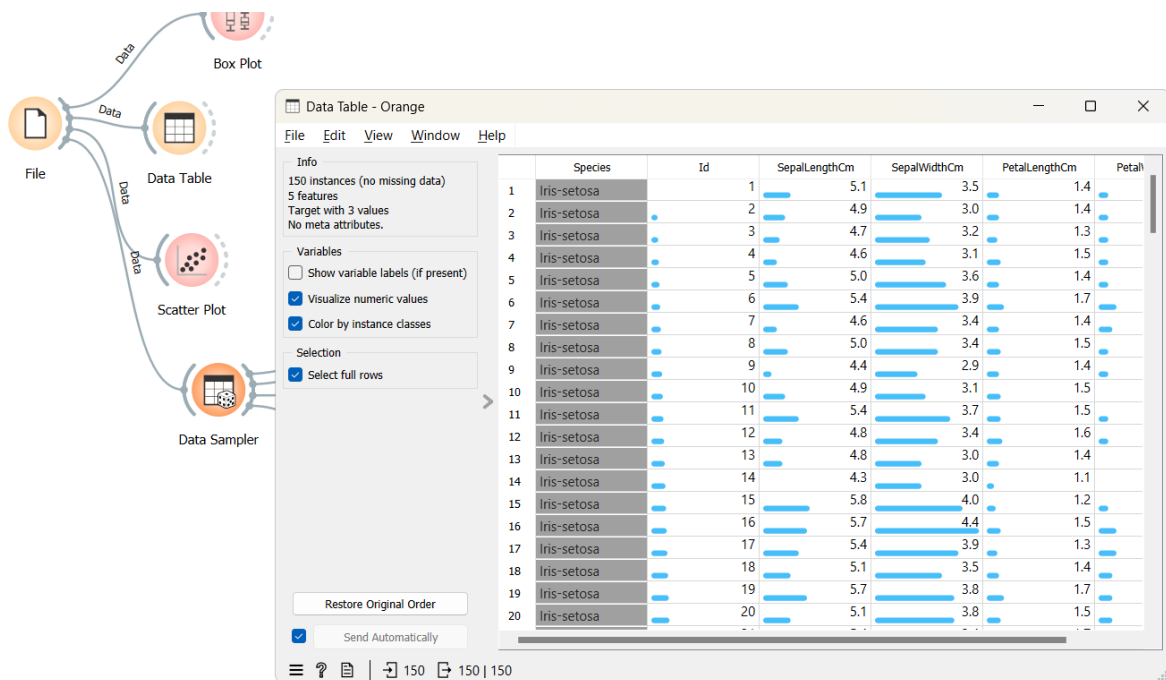 Data
Box Plot
Data
File
Data Table
Data
Data
Scatter Plot
Data Sampler
Data Table - Orange
File Edit View Window Help
Info
150 instances (no missing data)
5 features
Target with 3 values
No meta attributes.
Variables
Show variable labels (if present)
Visualize numeric values
Color by instance classes
Selection
Select full rows
Restore Original Order
Send Automatically
150 150 | 150
Species Id SepalLengthCm SepalWidthCm PetalLengthCm
1 Iris-setosa 1 5.1 3.5 1.4
2 Iris-setosa 2 4.9 3.0 1.4
3 Iris-setosa 3 4.7 3.2 1.3
4 Iris-setosa 4 4.6 3.1 1.5
5 Iris-setosa 5 5.0 3.6 1.4
6 Iris-setosa 6 5.4 3.9 1.7
7 Iris-setosa 7 4.6 3.4 1.4
8 Iris-setosa 8 5.0 3.4 1.5
9 Iris-setosa 9 4.4 2.9 1.4
10 Iris-setosa 10 4.9 3.1 1.5
11 Iris-setosa 11 5.4 3.7 1.5
12 Iris-setosa 12 4.8 3.4 1.6
13 Iris-setosa 13 4.8 3.0 1.4
14 Iris-setosa 14 4.3 3.0 1.1
15 Iris-setosa 15 5.8 4.0 1.2
16 Iris-setosa 16 5.7 4.4 1.5
17 Iris-setosa 17 5.4 3.9 1.3
18 Iris-setosa 18 5.1 3.5 1.4
19 Iris-setosa 19 5.7 3.8 1.7
20 Iris-setosa 20 5.1 3.8 1.5